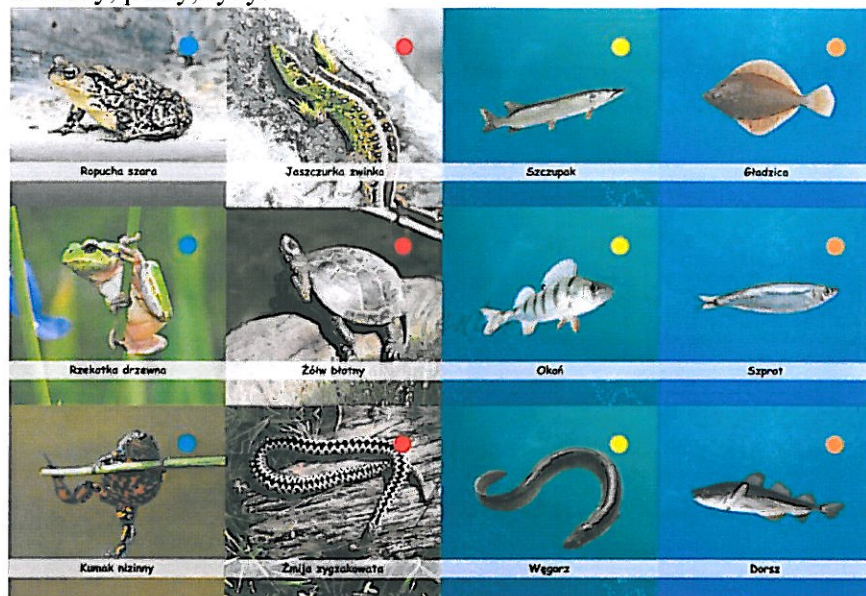 Ropucha szara
Jaszczurka zwinka
Szczupak
Gładzica
Rzekotka drzewna
Żółw błotny
Okoń
Szprot
Kumak nizinny
Żmija zygzakowata
Węgorz
Dorsz